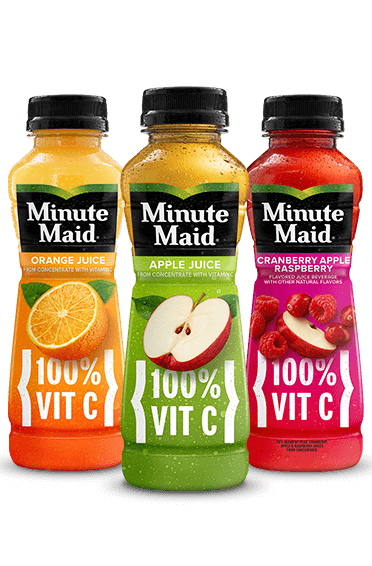 Minute
Maid®
ORANGE JUICE
FROM CONCENTRATE WITH VITAMIN C
100%
VIT C
Minute
Maid®
APPLE JUICE
FROM CONCENTRATE WITH VITAMIN C
100%
VIT C
Minute
Maid®
CRANBERRY APPLE
RASPBERRY
FLAVORED JUICE BEVERAGE
WITH OTHER NATURAL FLAVORS
100%
VIT C